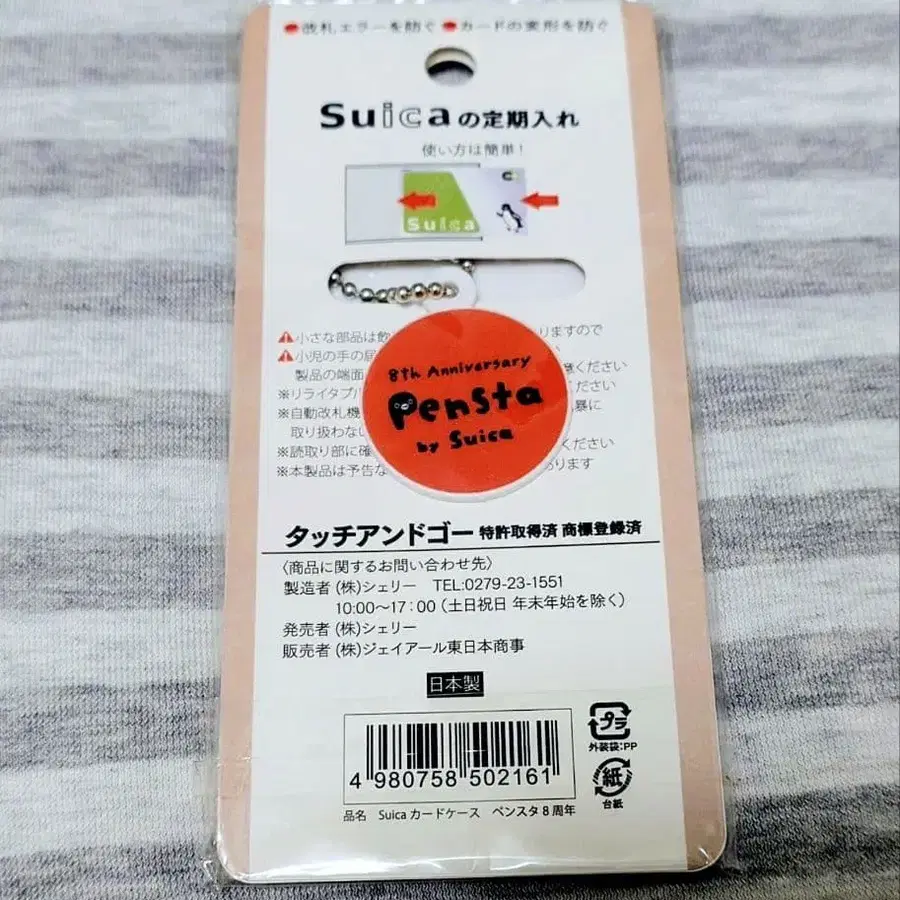 ●改札エラーを防ぐ ●カードの変形を防ぐ
Suicaの定期入れ
使い方は簡単!
Suica
⚠小さな部品は飲 りますので
⚠小児の手の届
製品の端面 ください
※リライタブル
※自動改札機 暴に
取り扱わない
※読取り部に確 ください
※本製品は予告な あります
8th Anniversary
Pensta
by Suica
タッチアンドゴー 特許取得済 商標登録済
〈商品に関するお問い合わせ先〉
製造者 (株)シェリー TEL:0279-23-1551
10:00～17:00 (土日祝日 年末年始を除く)
発売者 (株)シェリー
販売者 (株)ジェイアール東日本商事
日本製
プラ
外装袋:PP
紙
台紙
4 980758 502161
品名 Suica カードケース ペンスタ 8 周年